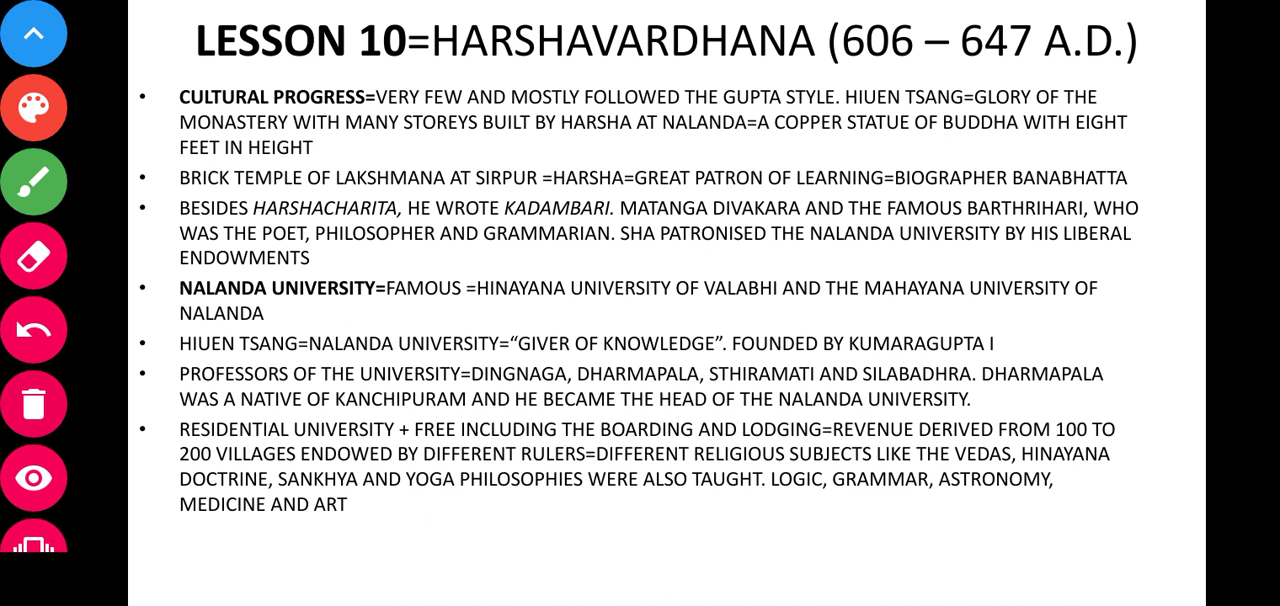 LESSON 10=HARSHAVARDHANA (606 – 647 A.D.)
• CULTURAL PROGRESS=VERY FEW AND MOSTLY FOLLOWED THE GUPTA STYLE. HIUEN TSANG=GLORY OF THE
MONASTERY WITH MANY STOREYS BUILT BY HARSHA AT NALANDA=A COPPER STATUE OF BUDDHA WITH EIGHT
FEET IN HEIGHT
• BRICK TEMPLE OF LAKSHMANA AT SIRPUR =HARSHA=GREAT PATRON OF LEARNING=BIOGRAPHER BANABHATTA
• BESIDES HARSHACHARITA, HE WROTE KADAMBARI. MATANGA DIVAKARA AND THE FAMOUS BARTHRIHARI, WHO
WAS THE POET, PHILOSOPHER AND GRAMMARIAN. SHA PATRONISED THE NALANDA UNIVERSITY BY HIS LIBERAL
ENDOWMENTS
• NALANDA UNIVERSITY=FAMOUS =HINAYANA UNIVERSITY OF VALABHI AND THE MAHAYANA UNIVERSITY OF
NALANDA
• HIUEN TSANG=NALANDA UNIVERSITY=“GIVER OF KNOWLEDGE”. FOUNDED BY KUMARAGUPTA I
• PROFESSORS OF THE UNIVERSITY=DINGNAGA, DHARMAPALA, STHIRAMATI AND SILABADHRA. DHARMAPALA
WAS A NATIVE OF KANCHIPURAM AND HE BECAME THE HEAD OF THE NALANDA UNIVERSITY.
• RESIDENTIAL UNIVERSITY + FREE INCLUDING THE BOARDING AND LODGING=REVENUE DERIVED FROM 100 TO
200 VILLAGES ENDOWED BY DIFFERENT RULERS=DIFFERENT RELIGIOUS SUBJECTS LIKE THE VEDAS, HINAYANA
DOCTRINE, SANKHYA AND YOGA PHILOSOPHIES WERE ALSO TAUGHT. LOGIC, GRAMMAR, ASTRONOMY,
MEDICINE AND ART